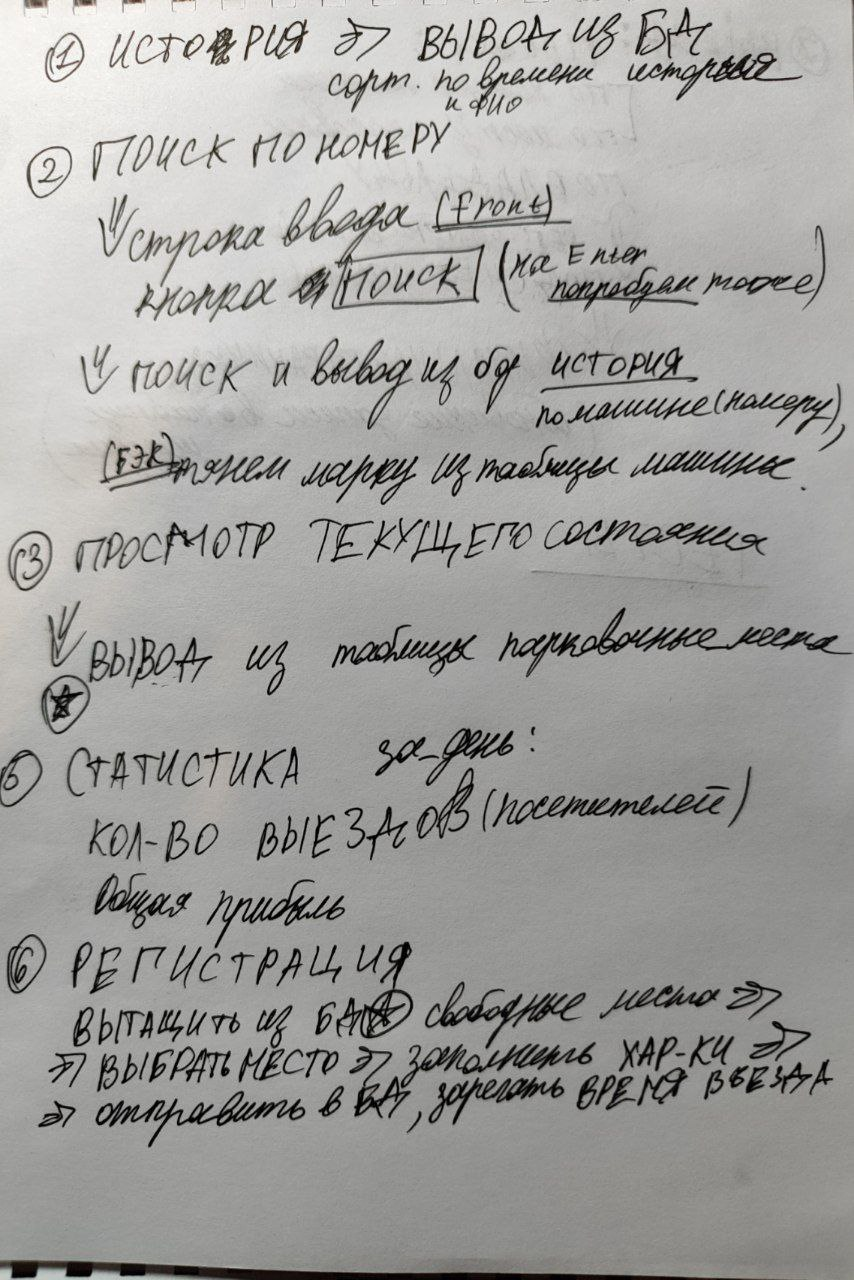 ① ИСТОРИЯ => ВЫВОД ИЗ БД
сорт. по времени история
и ФИО
② ПОИСК ПО НОМЕРУ
строка ввода (Front)
кнопка ПОИСК (на Enter
попробуем тоже)
ПОИСК и вывод из бд ИСТОРИЯ
по машине (номеру),
(БЭК) тянем марку из таблицы машины.
③ ПРОСМОТР ТЕКУЩЕГО состояния
ВЫВОД из таблицы парковочные места
⑤ СТАТИСТИКА за день:
КОЛ-ВО ВЫЕЗДОВ (посетителей)
Общая прибыль
⑥ РЕГИСТРАЦИЯ
ВЫТАЩИТЬ ИЗ БД свободные места =>
=> ВЫБРАТЬ МЕСТО => заполнить ХАР-КИ =>
=> отправить в БД, зарегать ВРЕМЯ ВЪЕЗДА